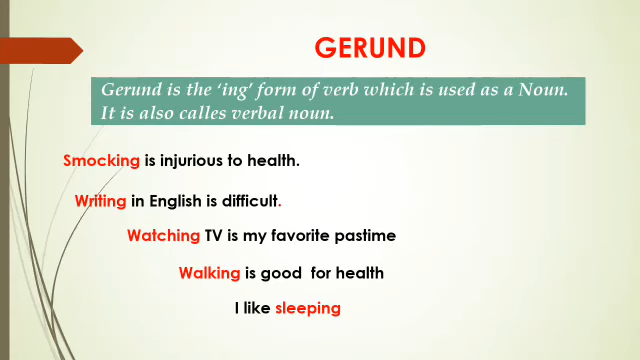 GERUND
Gerund is the ‘ing’ form of verb which is used as a Noun.
It is also calles verbal noun.
Smocking is injurious to health.
Writing in English is difficult.
Watching TV is my favorite pastime
Walking is good for health
I like sleeping